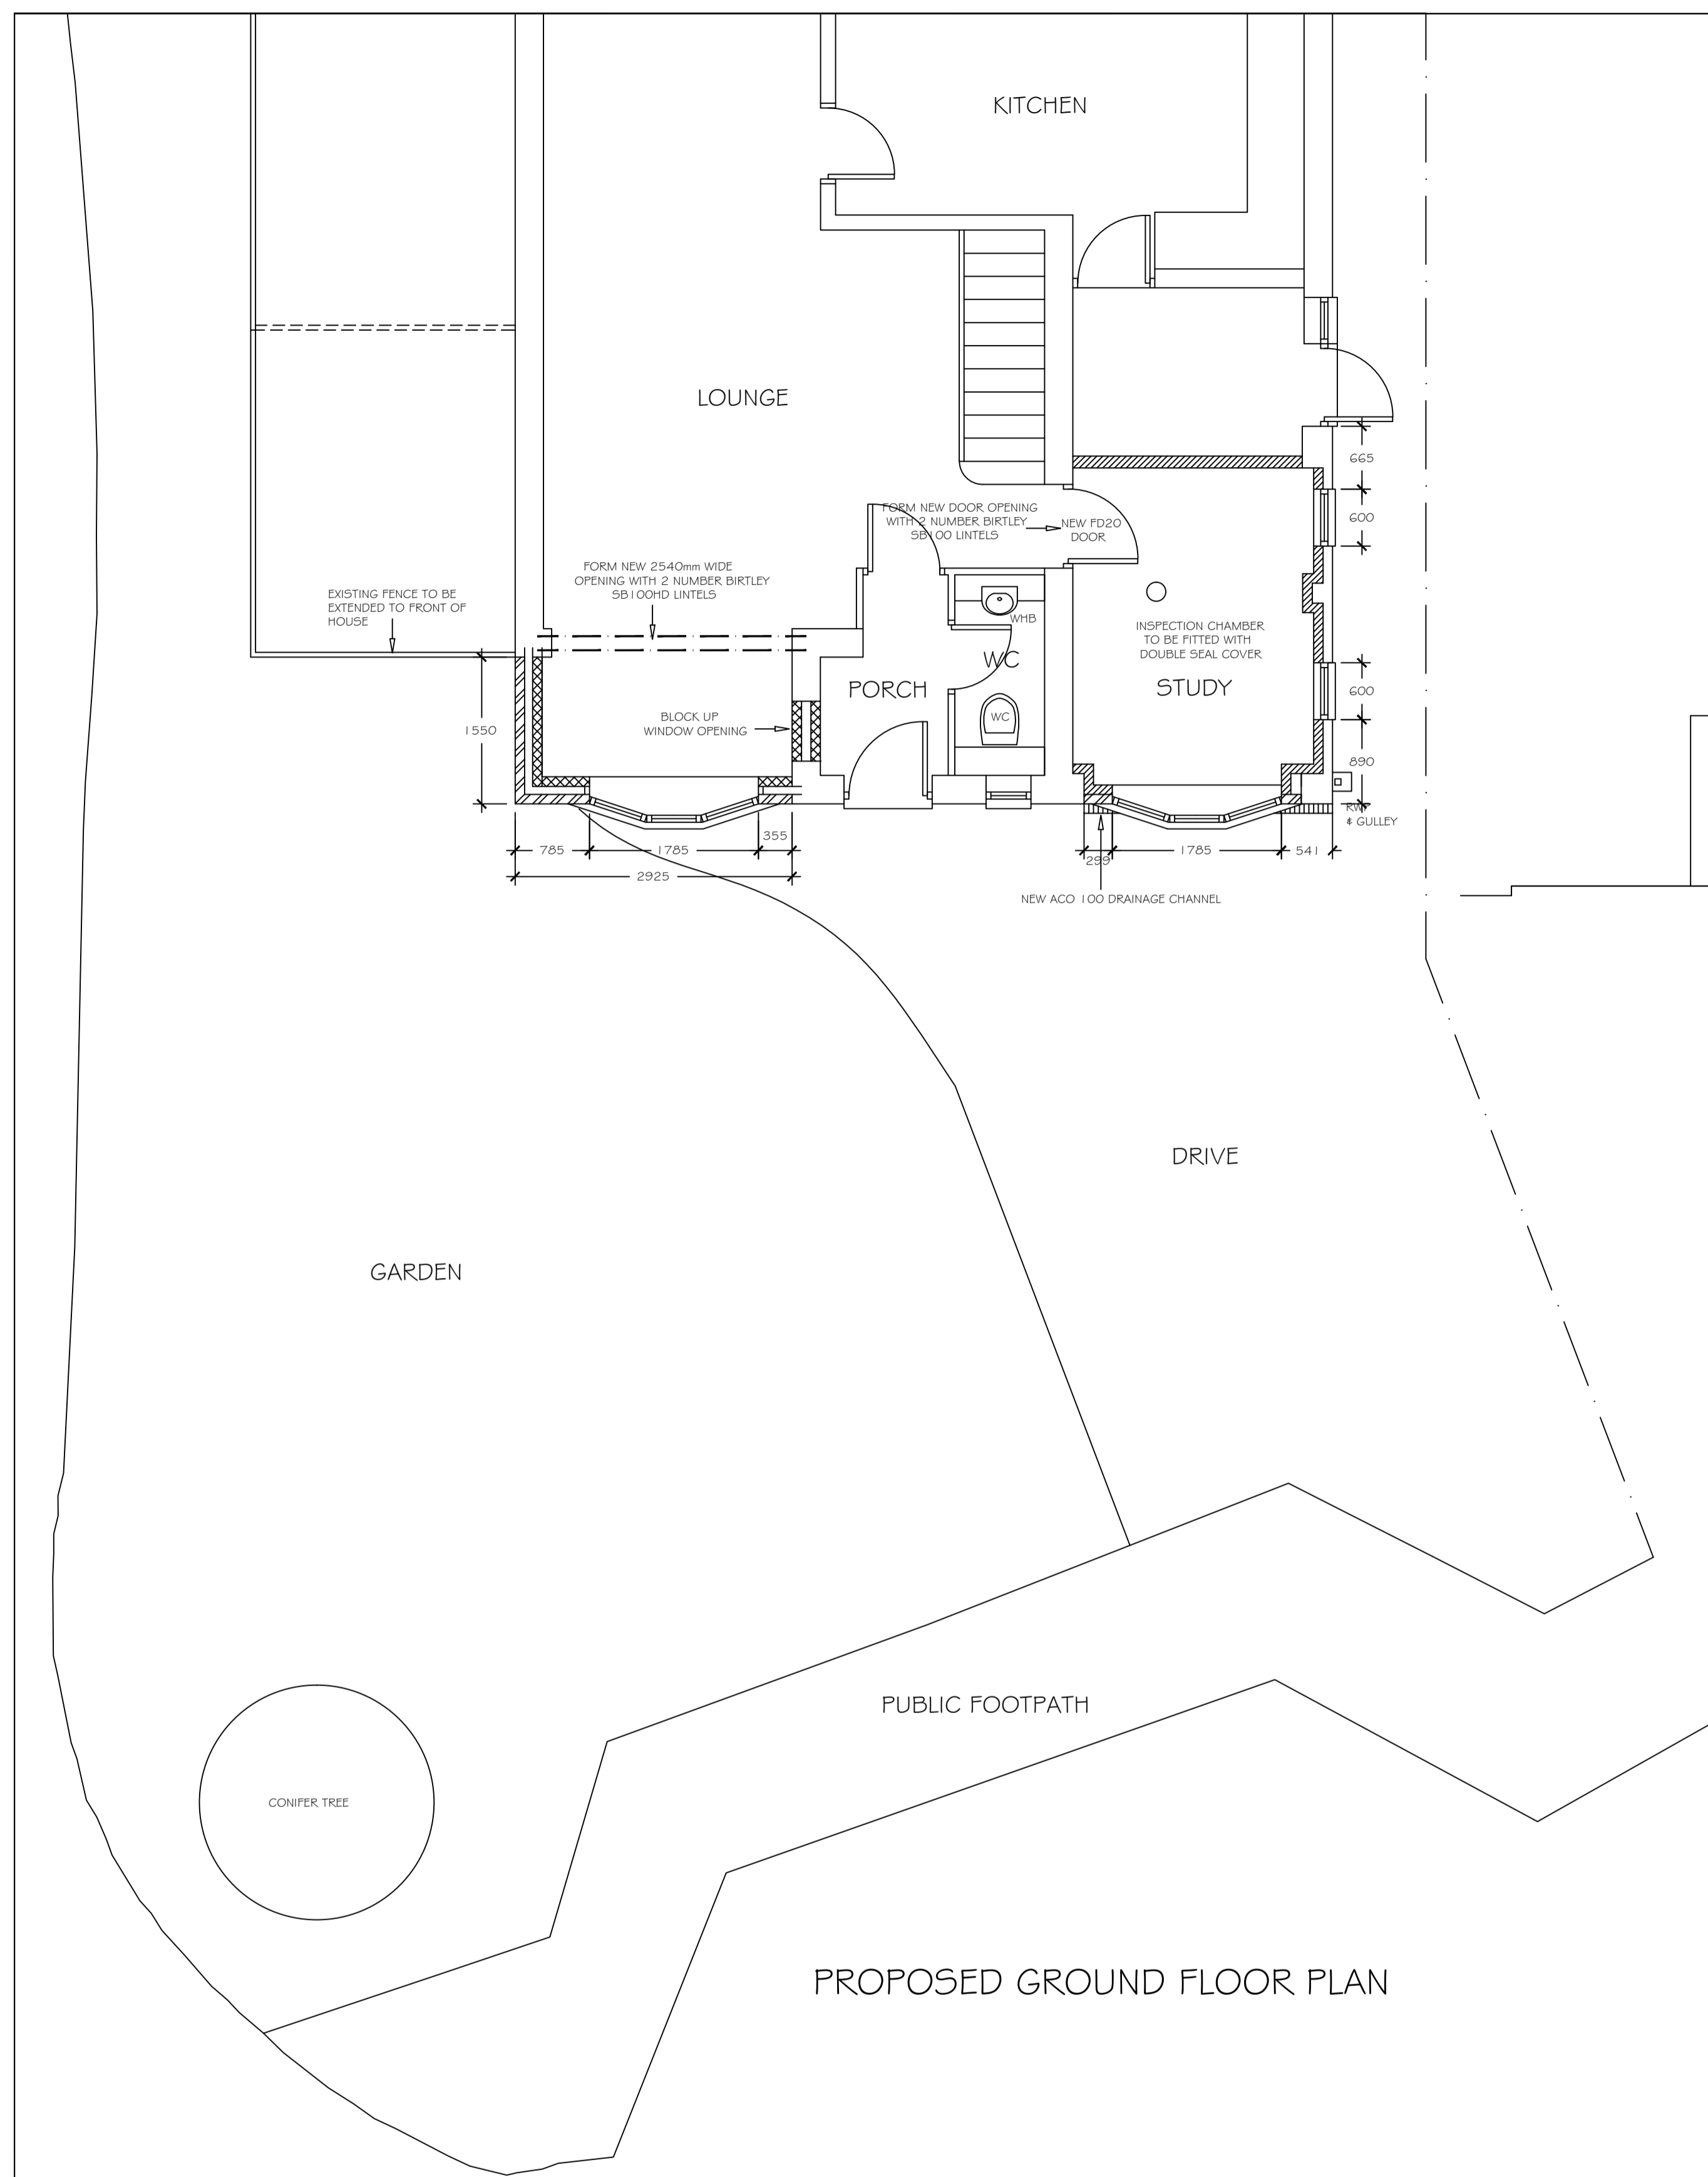 KITCHEN
LOUNGE
665
600
FORM NEW DOOR OPENING
WITH 2 NUMBER BIRTLEY
SB100 LINTELS
NEW FD20
DOOR
FORM NEW 2540mm WIDE
OPENING WITH 2 NUMBER BIRTLEY
SB100HD LINTELS
EXISTING FENCE TO BE
EXTENDED TO FRONT OF
HOUSE
WHB
INSPECTION CHAMBER
TO BE FITTED WITH
DOUBLE SEAL COVER
WC
PORCH
STUDY
600
WC
BLOCK UP
WINDOW OPENING
1550
890
RWP
& GULLEY
785
1785
355
299
1785
541
2925
NEW ACO 100 DRAINAGE CHANNEL
DRIVE
GARDEN
PUBLIC FOOTPATH
CONIFER TREE
PROPOSED GROUND FLOOR PLAN